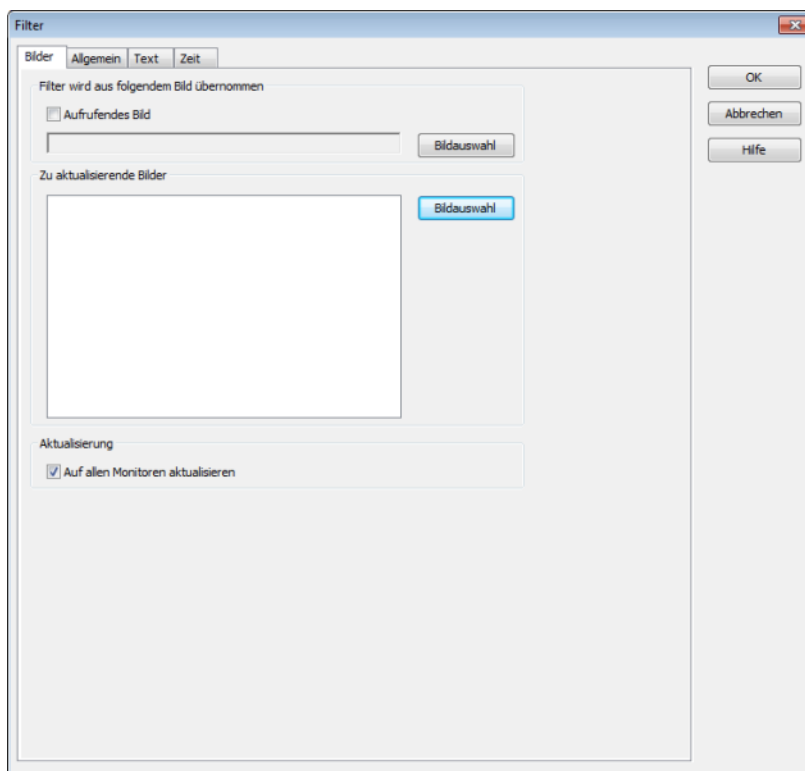 Filter
Bilder Allgemein Text Zeit
Filter wird aus folgendem Bild übernommen
Aufrufendes Bild
Bildauswahl
Zu aktualisierende Bilder
Bildauswahl
Aktualisierung
Auf allen Monitoren aktualisieren
OK
Abbrechen
Hilfe